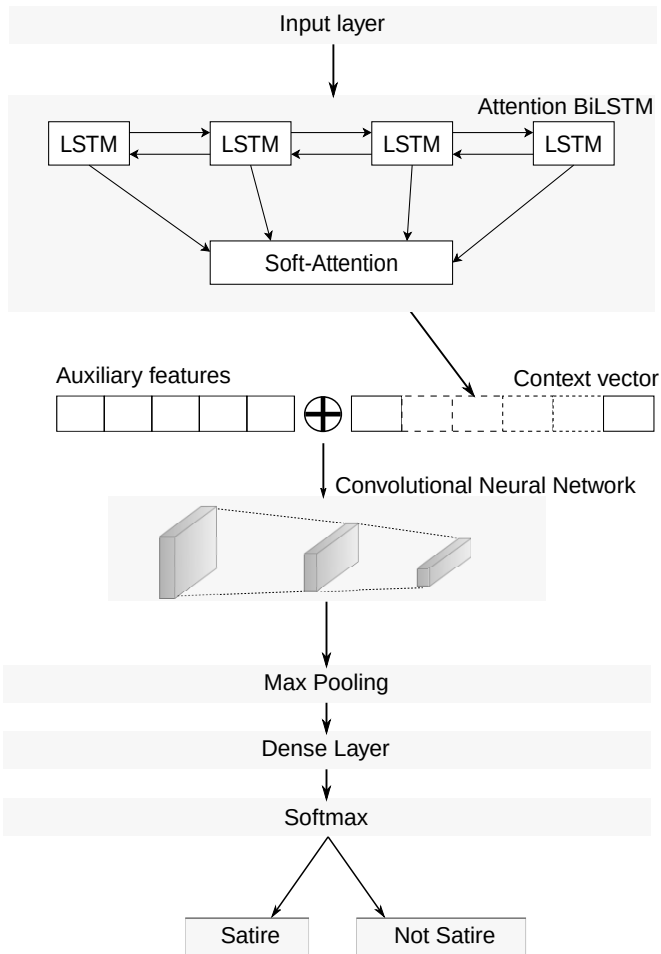 Input layer
Attention BiLSTM
LSTM LSTM LSTM LSTM
Soft-Attention
Auxiliary features Context vector
Convolutional Neural Network
Max Pooling
Dense Layer
Softmax
Satire Not Satire